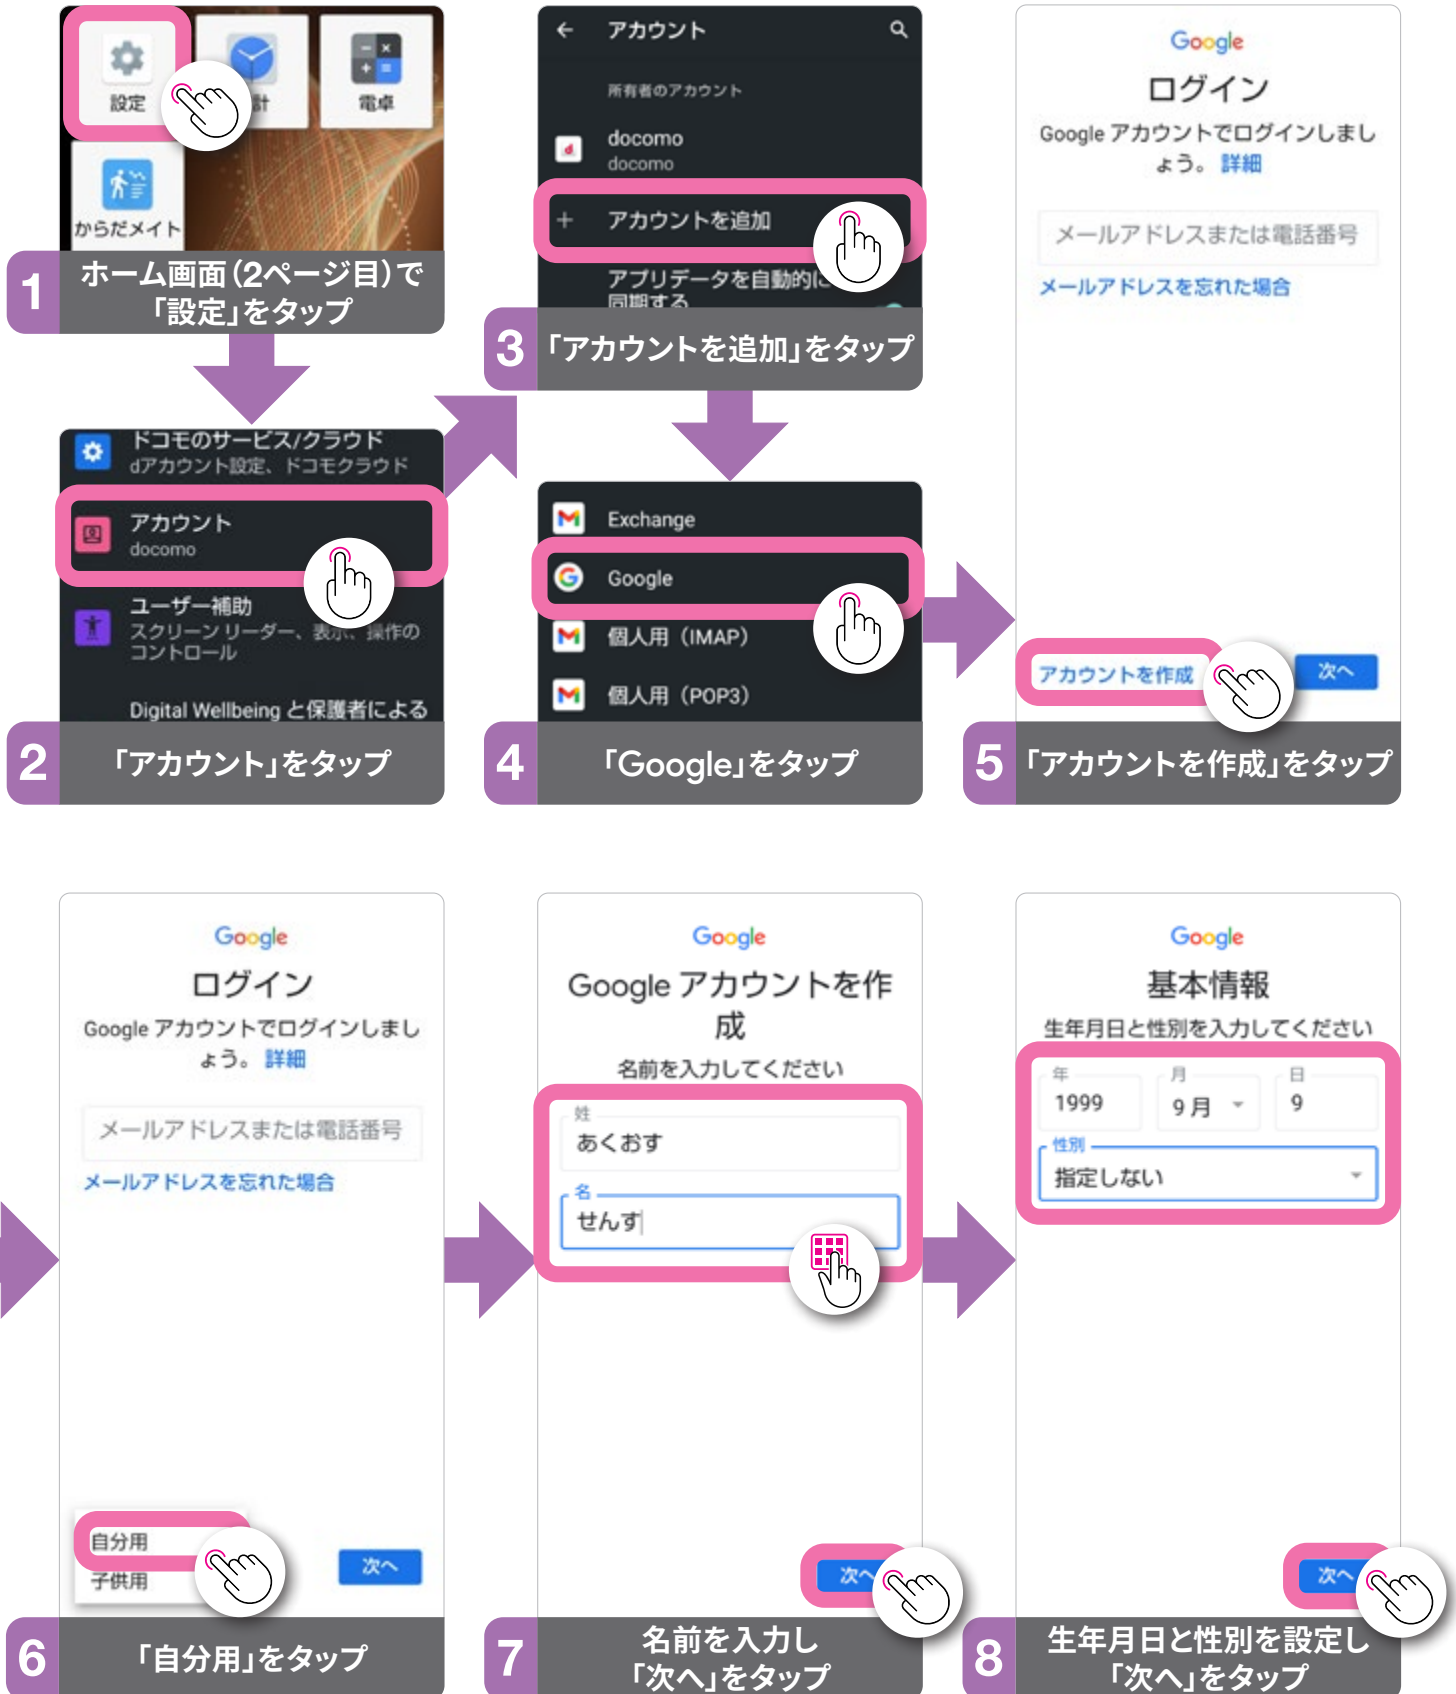 設定
計
電卓
からだメイト
1
ホーム画面(2ページ目)で
「設定」をタップ
ドコモのサービス/クラウド
dアカウント設定、ドコモクラウド
アカウント
docomo
ユーザー補助
スクリーン リーダー、表示、操作の
コントロール
Digital Wellbeing と保護者による
2
「アカウント」をタップ
アカウント
所有者のアカウント
docomo
docomo
アカウントを追加
アプリデータを自動的に
同期する
3
「アカウントを追加」をタップ
Exchange
Google
個人用（IMAP）
個人用（POP3）
4
「Google」をタップ
Google
ログイン
Google アカウントでログインしまし
ょう。 詳細
メールアドレスまたは電話番号
メールアドレスを忘れた場合
アカウントを作成
次へ
5
「アカウントを作成」をタップ
Google
ログイン
Google アカウントでログインしまし
ょう。 詳細
メールアドレスまたは電話番号
メールアドレスを忘れた場合
自分用
子供用
次へ
6
「自分用」をタップ
Google
Google アカウントを作
成
名前を入力してください
姓
あくおす
名
せんす
次へ
7
名前を入力し
「次へ」をタップ
Google
基本情報
生年月日と性別を入力してください
年 月 日
1999 9月 9
性別
指定しない
次へ
8
生年月日と性別を設定し
「次へ」をタップ